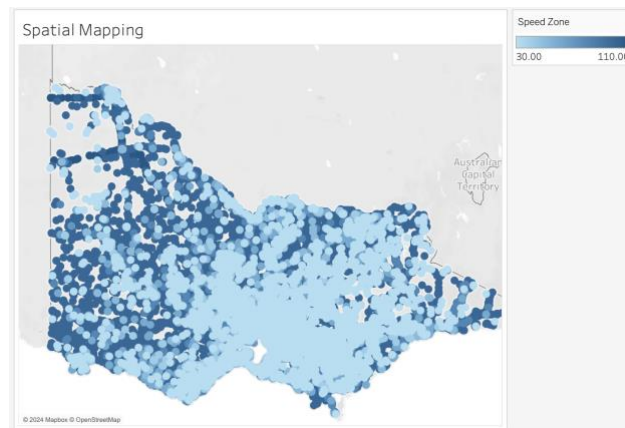 Spatial Mapping
Speed Zone
30.00
110.00
Australian
Capital
Territory
© 2024 Mapbox © OpenStreetMap